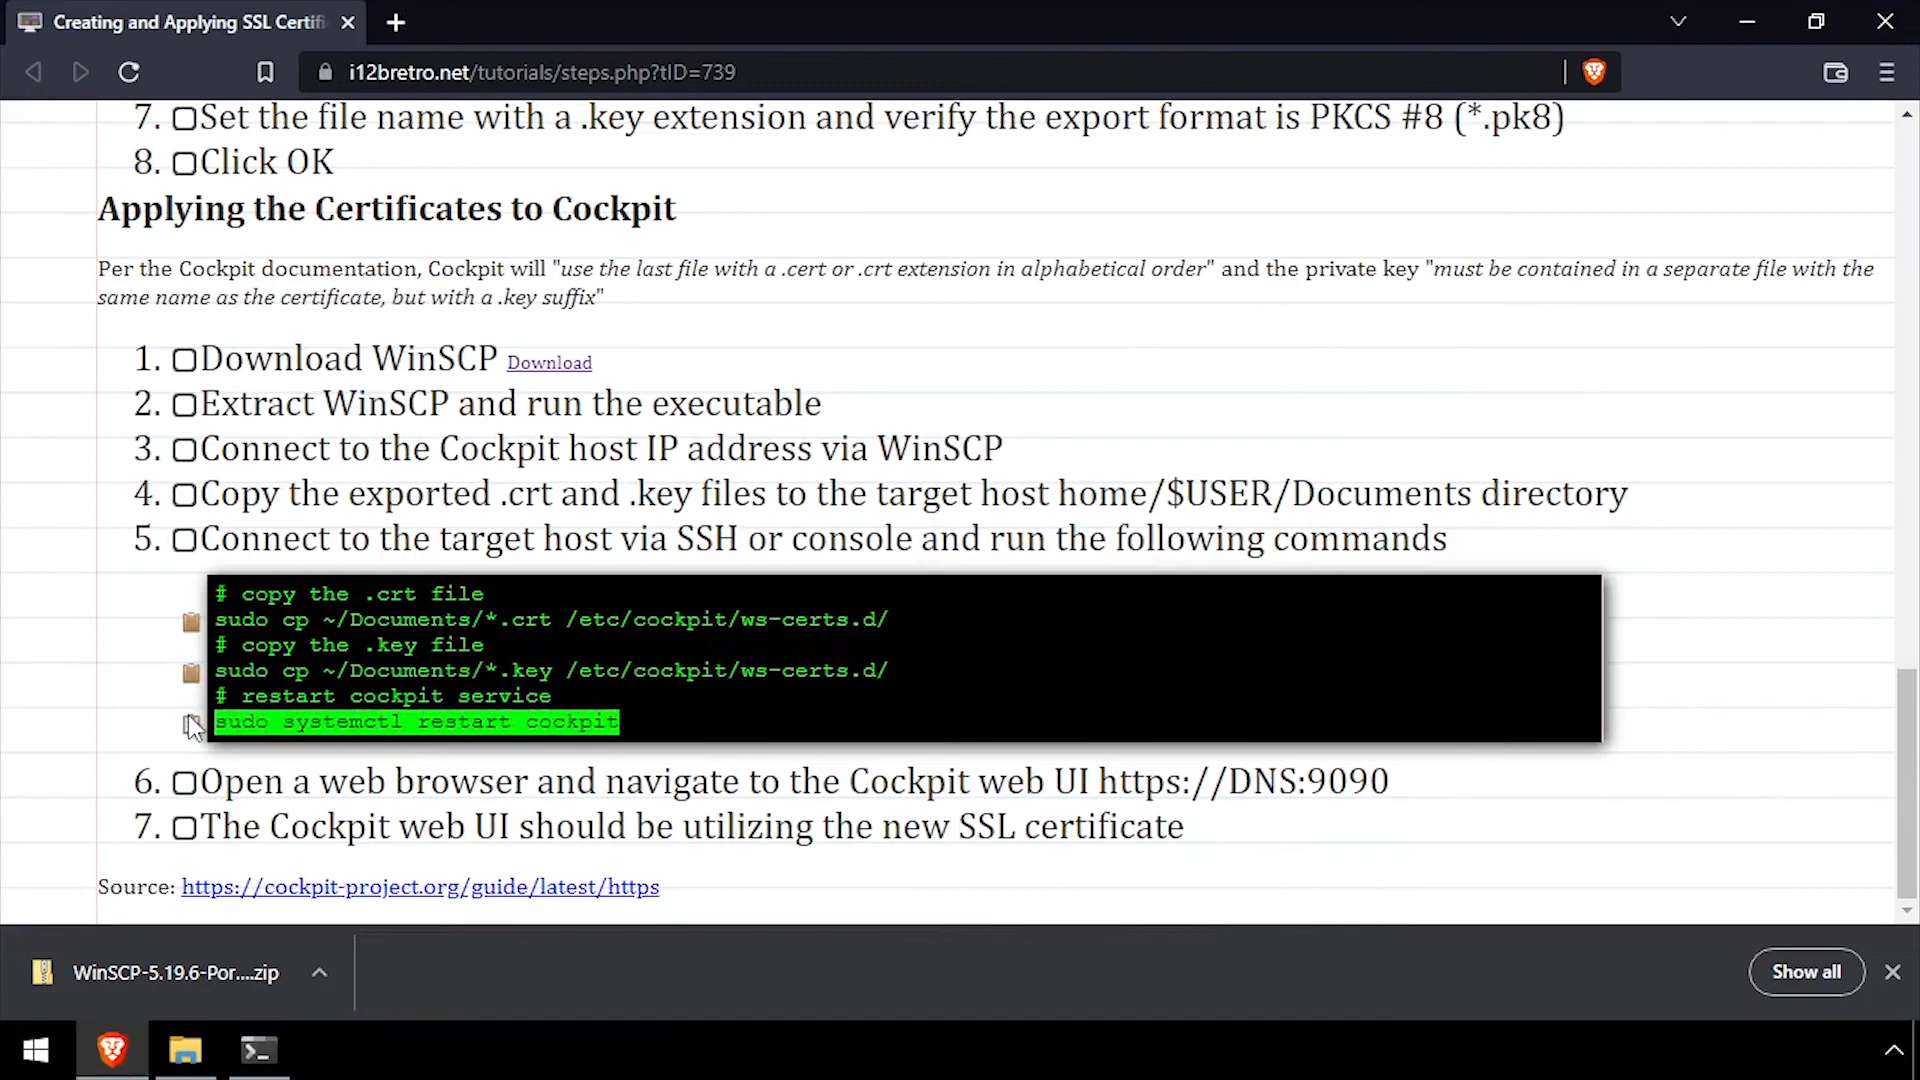 Creating and Applying SSL Certifi
i12bretro.net/tutorials/steps.php?tID=739
7. Set the file name with a .key extension and verify the export format is PKCS #8 (*.pk8)
8. Click OK
Applying the Certificates to Cockpit
Per the Cockpit documentation, Cockpit will "use the last file with a .cert or .crt extension in alphabetical order" and the private key "must be contained in a separate file with the
same name as the certificate, but with a .key suffix"
1. Download WinSCP Download
2. Extract WinSCP and run the executable
3. Connect to the Cockpit host IP address via WinSCP
4. Copy the exported .crt and .key files to the target host home/$USER/Documents directory
5. Connect to the target host via SSH or console and run the following commands
# copy the .crt file
sudo cp ~/Documents/*.crt /etc/cockpit/ws-certs.d/
# copy the .key file
sudo cp ~/Documents/*.key /etc/cockpit/ws-certs.d/
# restart cockpit service
sudo systemctl restart cockpit
6. Open a web browser and navigate to the Cockpit web UI https://DNS:9090
7. The Cockpit web UI should be utilizing the new SSL certificate
Source: https://cockpit-project.org/guide/latest/https
WinSCP-5.19.6-Por....zip
Show all